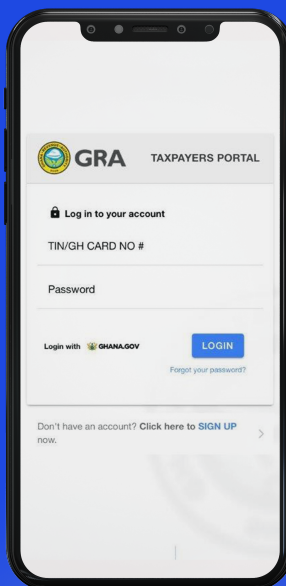 GRA
TAXPAYERS PORTAL
Log in to your account
TIN/GH CARD NO #
Password
Login with GHANA.GOV
LOGIN
Forgot your password?
Don't have an account? Click here to SIGN UP
now.